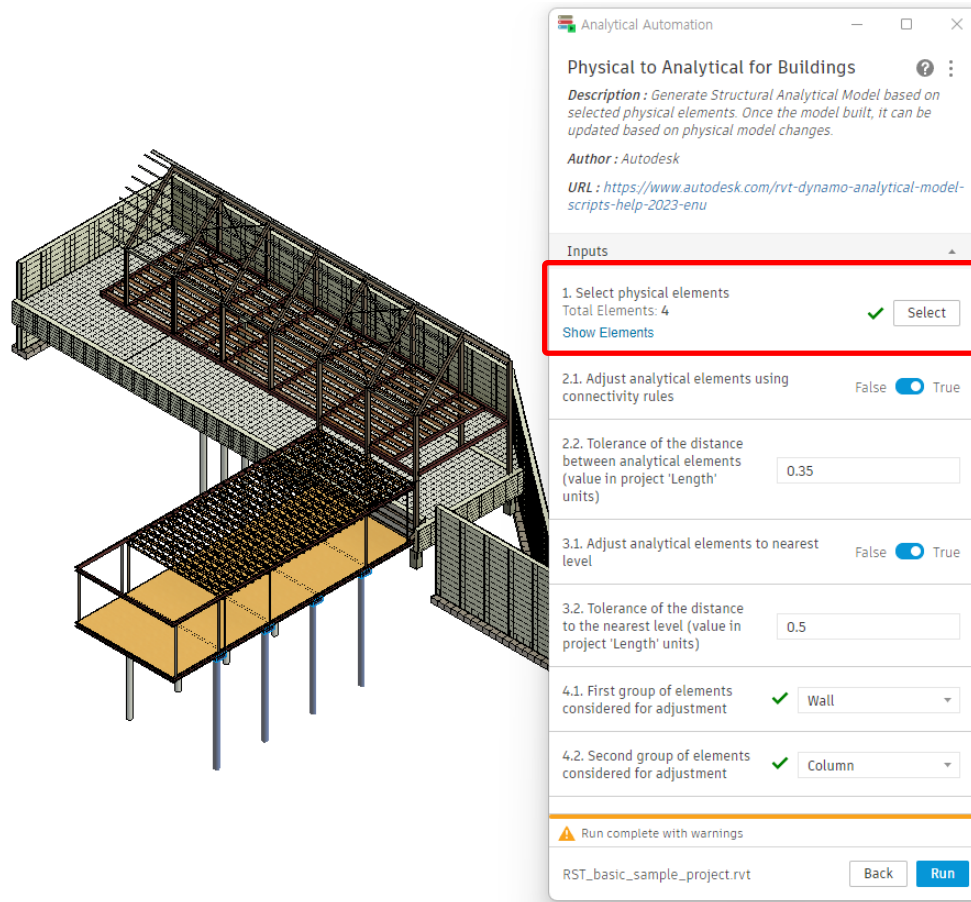 Analytical Automation
Physical to Analytical for Buildings
Description : Generate Structural Analytical Model based on
selected physical elements. Once the model built, it can be
updated based on physical model changes.
Author : Autodesk
URL : https://www.autodesk.com/rvt-dynamo-analytical-model-
scripts-help-2023-enu
Inputs
1. Select physical elements
Total Elements: 4
Select
Show Elements
2.1. Adjust analytical elements using
connectivity rules
False True
2.2. Tolerance of the distance
between analytical elements
(value in project 'Length'
units)
0.35
3.1. Adjust analytical elements to nearest
level
False True
3.2. Tolerance of the distance
to the nearest level (value in
project 'Length' units)
0.5
4.1. First group of elements
considered for adjustment
Wall
4.2. Second group of elements
considered for adjustment
Column
Run complete with warnings
RST_basic_sample_project.rvt
Back
Run